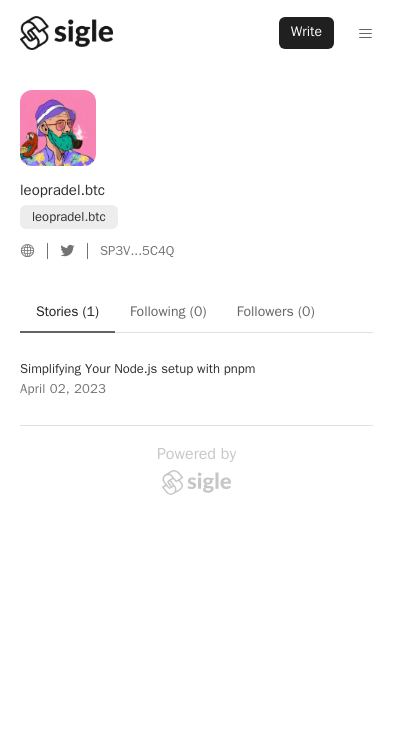 sigle
Write
leopradel.btc
leopradel.btc
SP3V...5C4Q
Stories (1) Following (0) Followers (0)
Simplifying Your Node.js setup with pnpm
April 02, 2023
Powered by
sigle